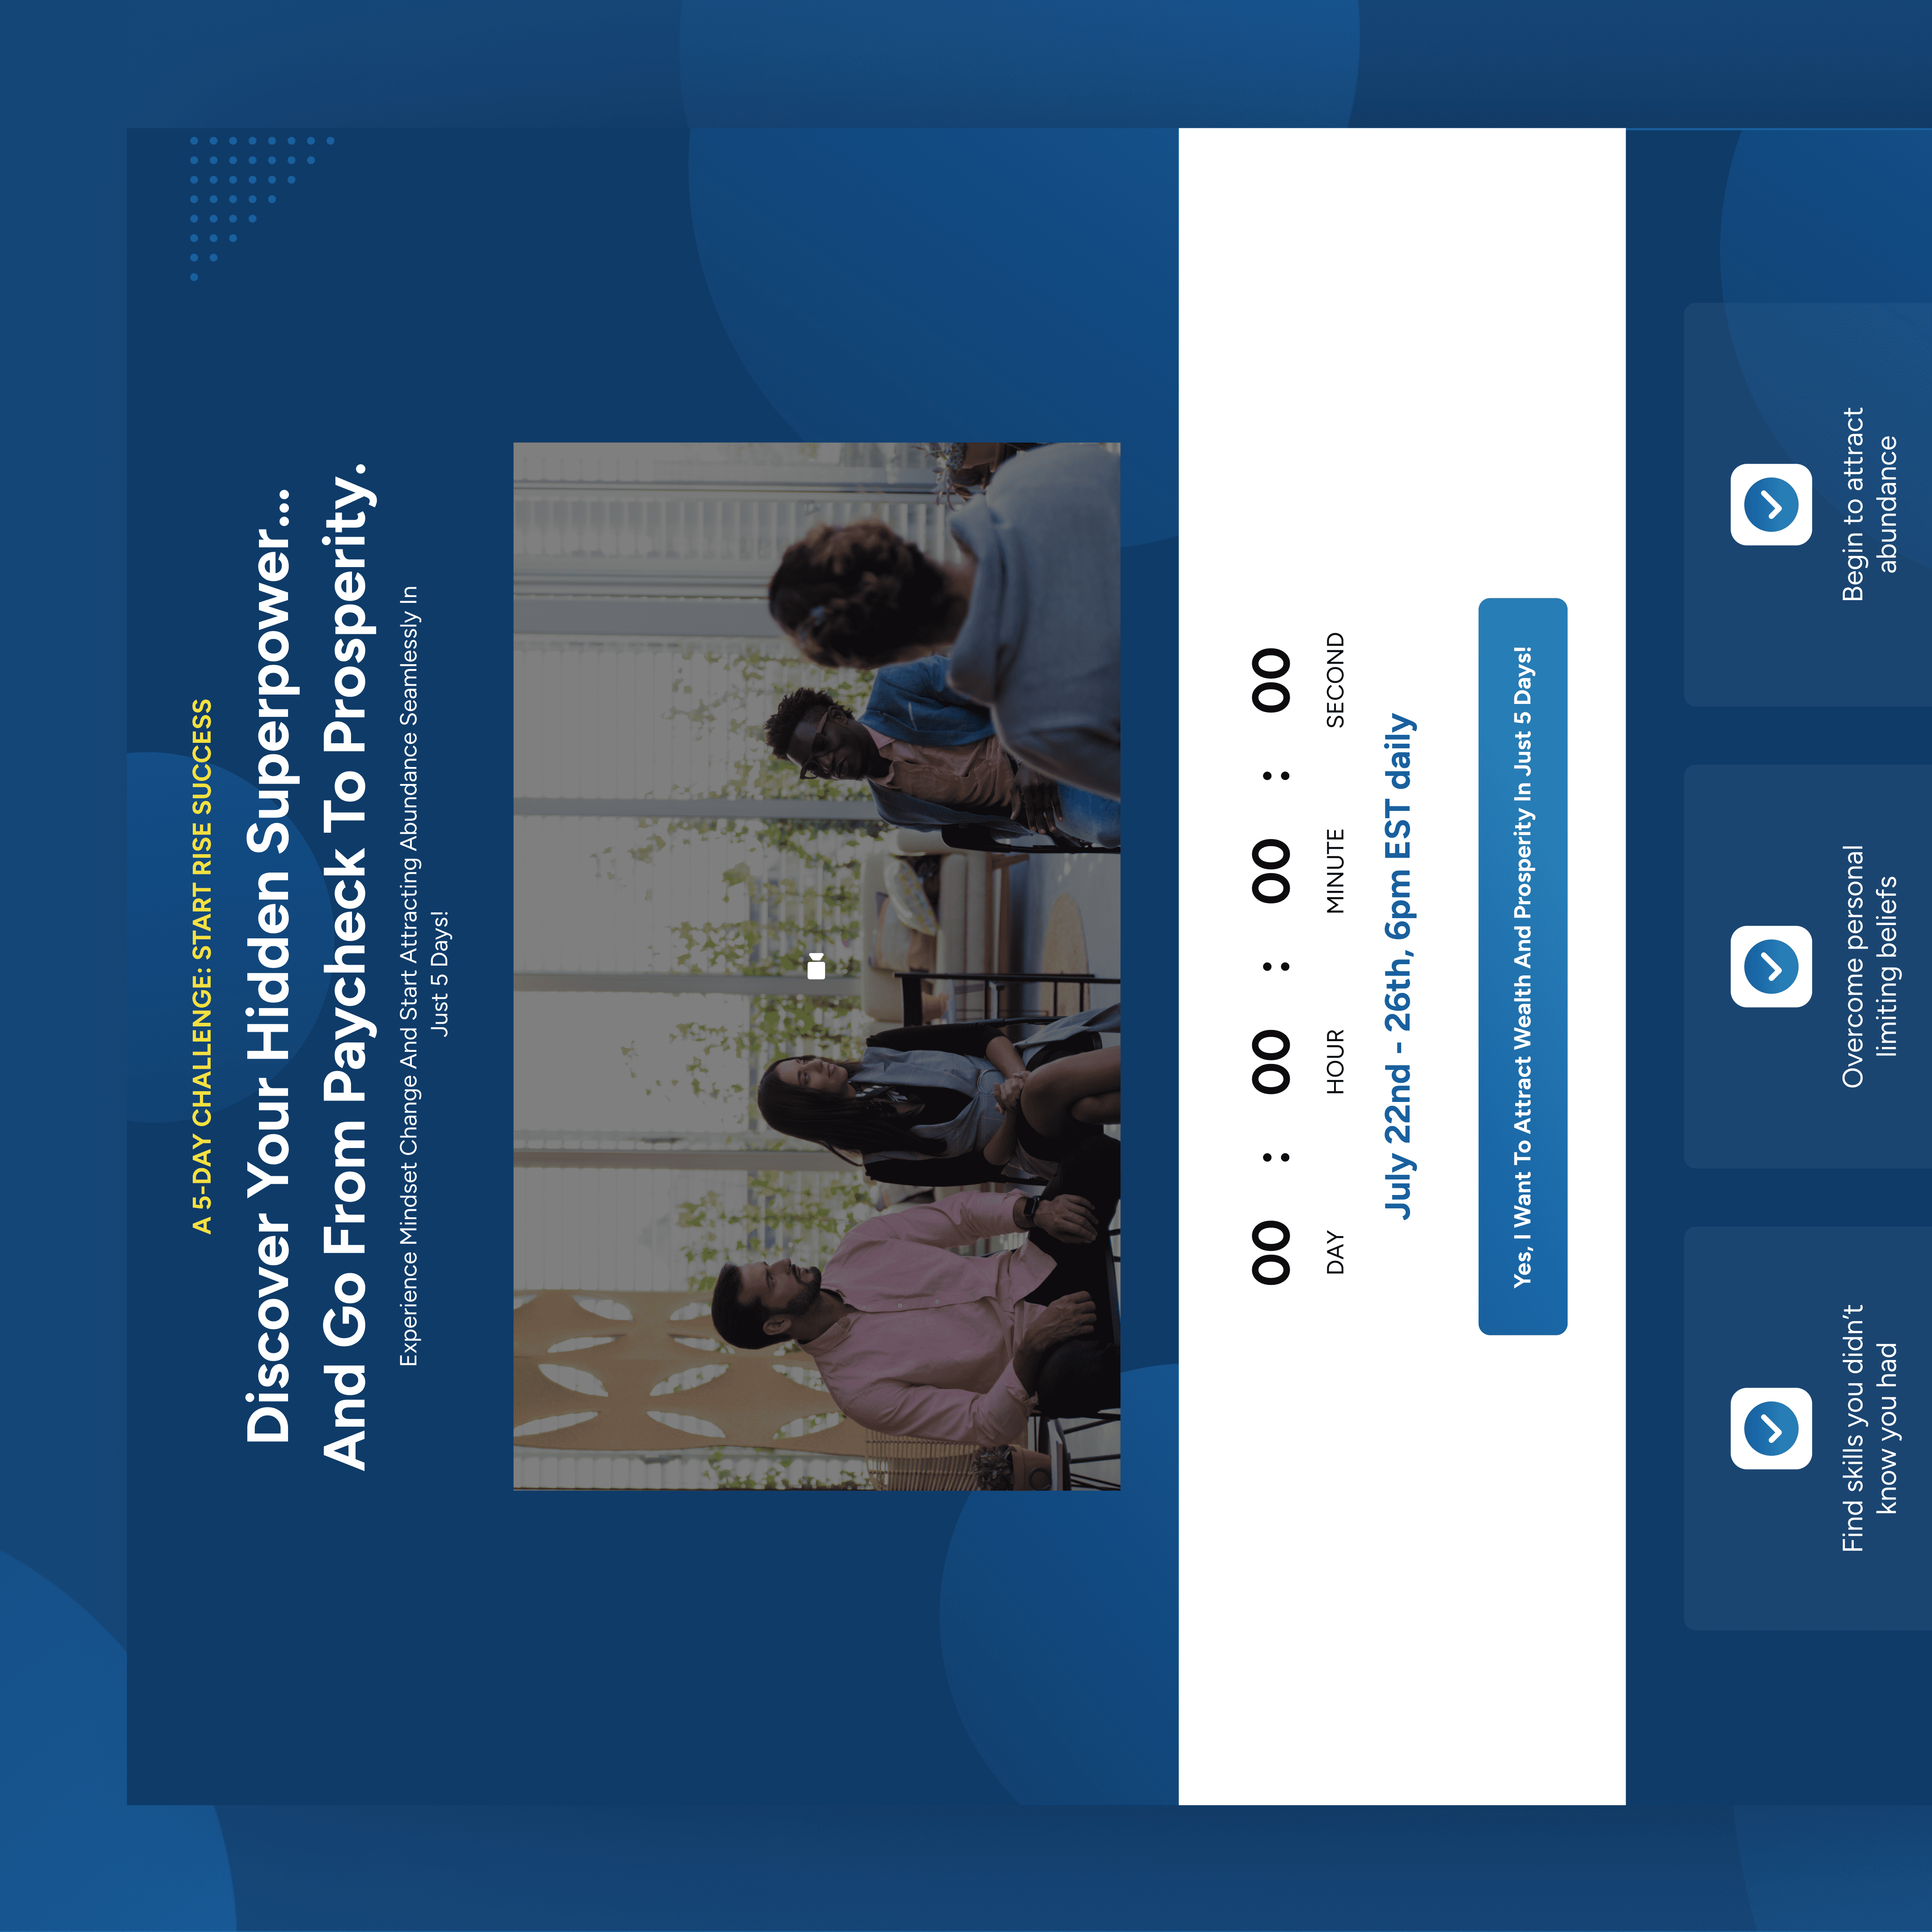 A 5-DAY CHALLENGE: START RISE SUCCESS
Discover Your Hidden Superpower...
And Go From Paycheck To Prosperity.
Experience Mindset Change And Start Attracting Abundance Seamlessly In
Just 5 Days!
00 : 00 : 00 : 00
DAY HOUR MINUTE SECOND
July 22nd - 26th, 6pm EST daily
Yes, I Want To Attract Wealth And Prosperity In Just 5 Days!
Find skills you didn't
know you had
Overcome personal
limiting beliefs
Begin to attract
abundance